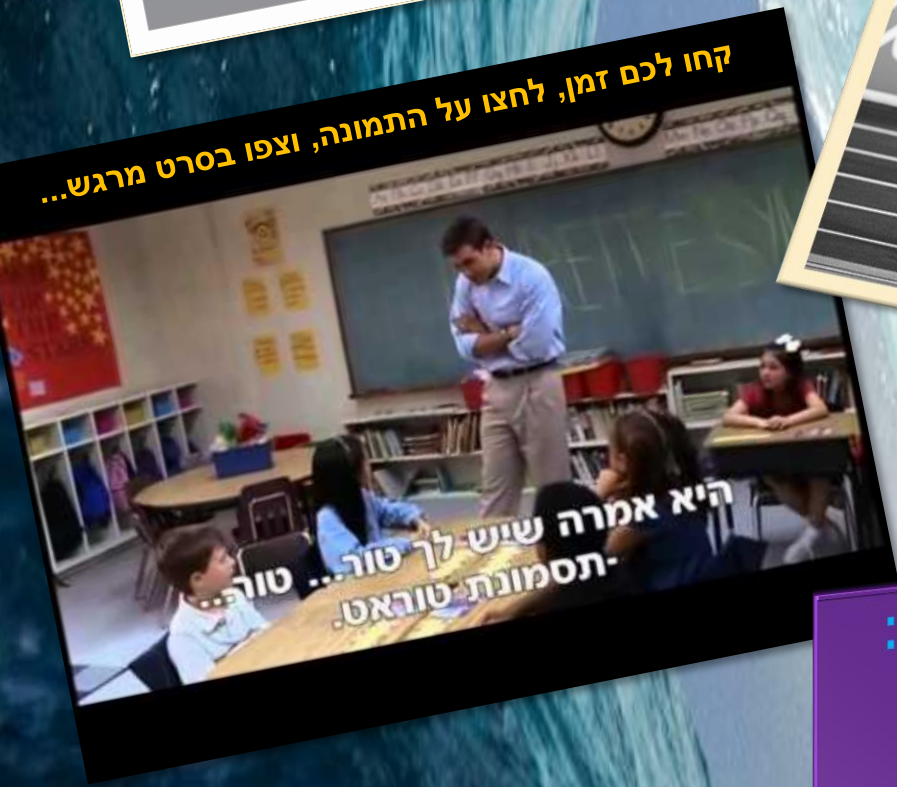 קחו לכם זמן, לחצו על התמונה, וצפו בסרט מרגש...
היא אמרה שיש לך טור... טור..
-תסמונת טוראט.